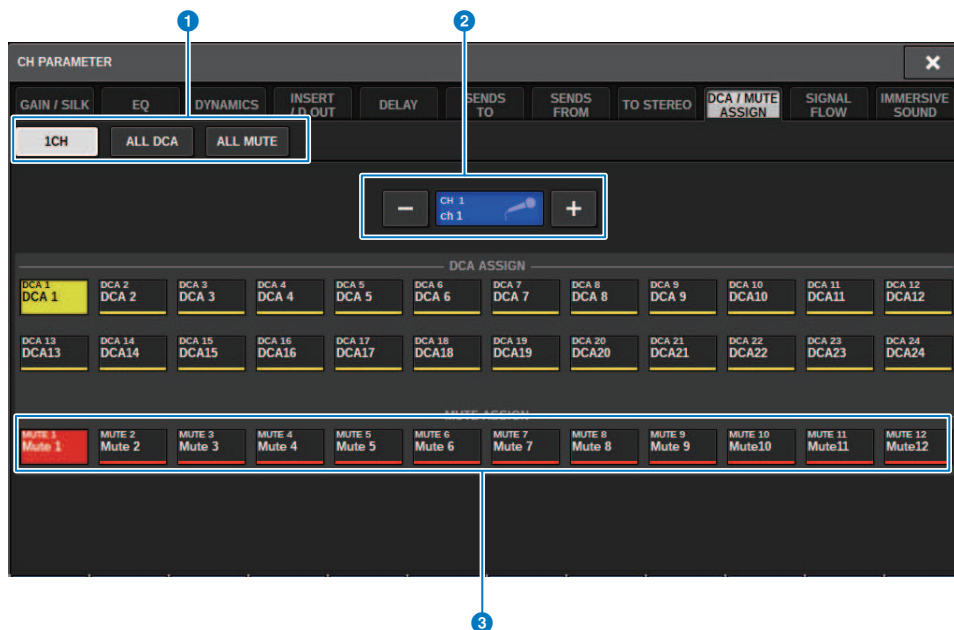 1
2
CH PARAMETER
GAIN / SILK
EQ
DYNAMICS
INSERT
/ D.OUT
DELAY
SENDS
TO
SENDS
FROM
TO STEREO
DCA / MUTE
ASSIGN
SIGNAL
FLOW
IMMERSIVE
SOUND
1CH
ALL DCA
ALL MUTE
−
CH 1
ch 1
+
DCA ASSIGN
DCA 1
DCA 1
DCA 2
DCA 2
DCA 3
DCA 3
DCA 4
DCA 4
DCA 5
DCA 5
DCA 6
DCA 6
DCA 7
DCA 7
DCA 8
DCA 8
DCA 9
DCA 9
DCA 10
DCA10
DCA 11
DCA11
DCA 12
DCA12
DCA 13
DCA13
DCA 14
DCA14
DCA 15
DCA15
DCA 16
DCA16
DCA 17
DCA17
DCA 18
DCA18
DCA 19
DCA19
DCA 20
DCA20
DCA 21
DCA21
DCA 22
DCA22
DCA 23
DCA23
DCA 24
DCA24
MUTE ASSIGN
MUTE 1
Mute 1
MUTE 2
Mute 2
MUTE 3
Mute 3
MUTE 4
Mute 4
MUTE 5
Mute 5
MUTE 6
Mute 6
MUTE 7
Mute 7
MUTE 8
Mute 8
MUTE 9
Mute 9
MUTE 10
Mute10
MUTE 11
Mute11
MUTE 12
Mute12
3